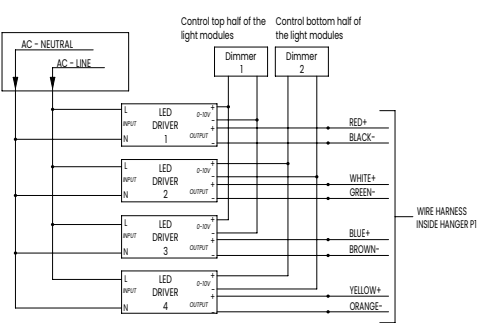 Control top half of the
light modules
Control bottom half of
the light modules
Dimmer
1
Dimmer
2
AC - NEUTRAL
AC - LINE
L
INPUT
N
LED
DRIVER
1
0-10V
OUTPUT
+
-
+
-
RED+
BLACK-
L
INPUT
N
LED
DRIVER
2
0-10V
OUTPUT
+
-
+
-
WHITE+
GREEN-
WIRE HARNESS
INSIDE HANGER P1
L
INPUT
N
LED
DRIVER
3
0-10V
OUTPUT
+
-
+
-
BLUE+
BROWN-
L
INPUT
N
LED
DRIVER
4
0-10V
OUTPUT
+
-
+
-
YELLOW+
ORANGE-